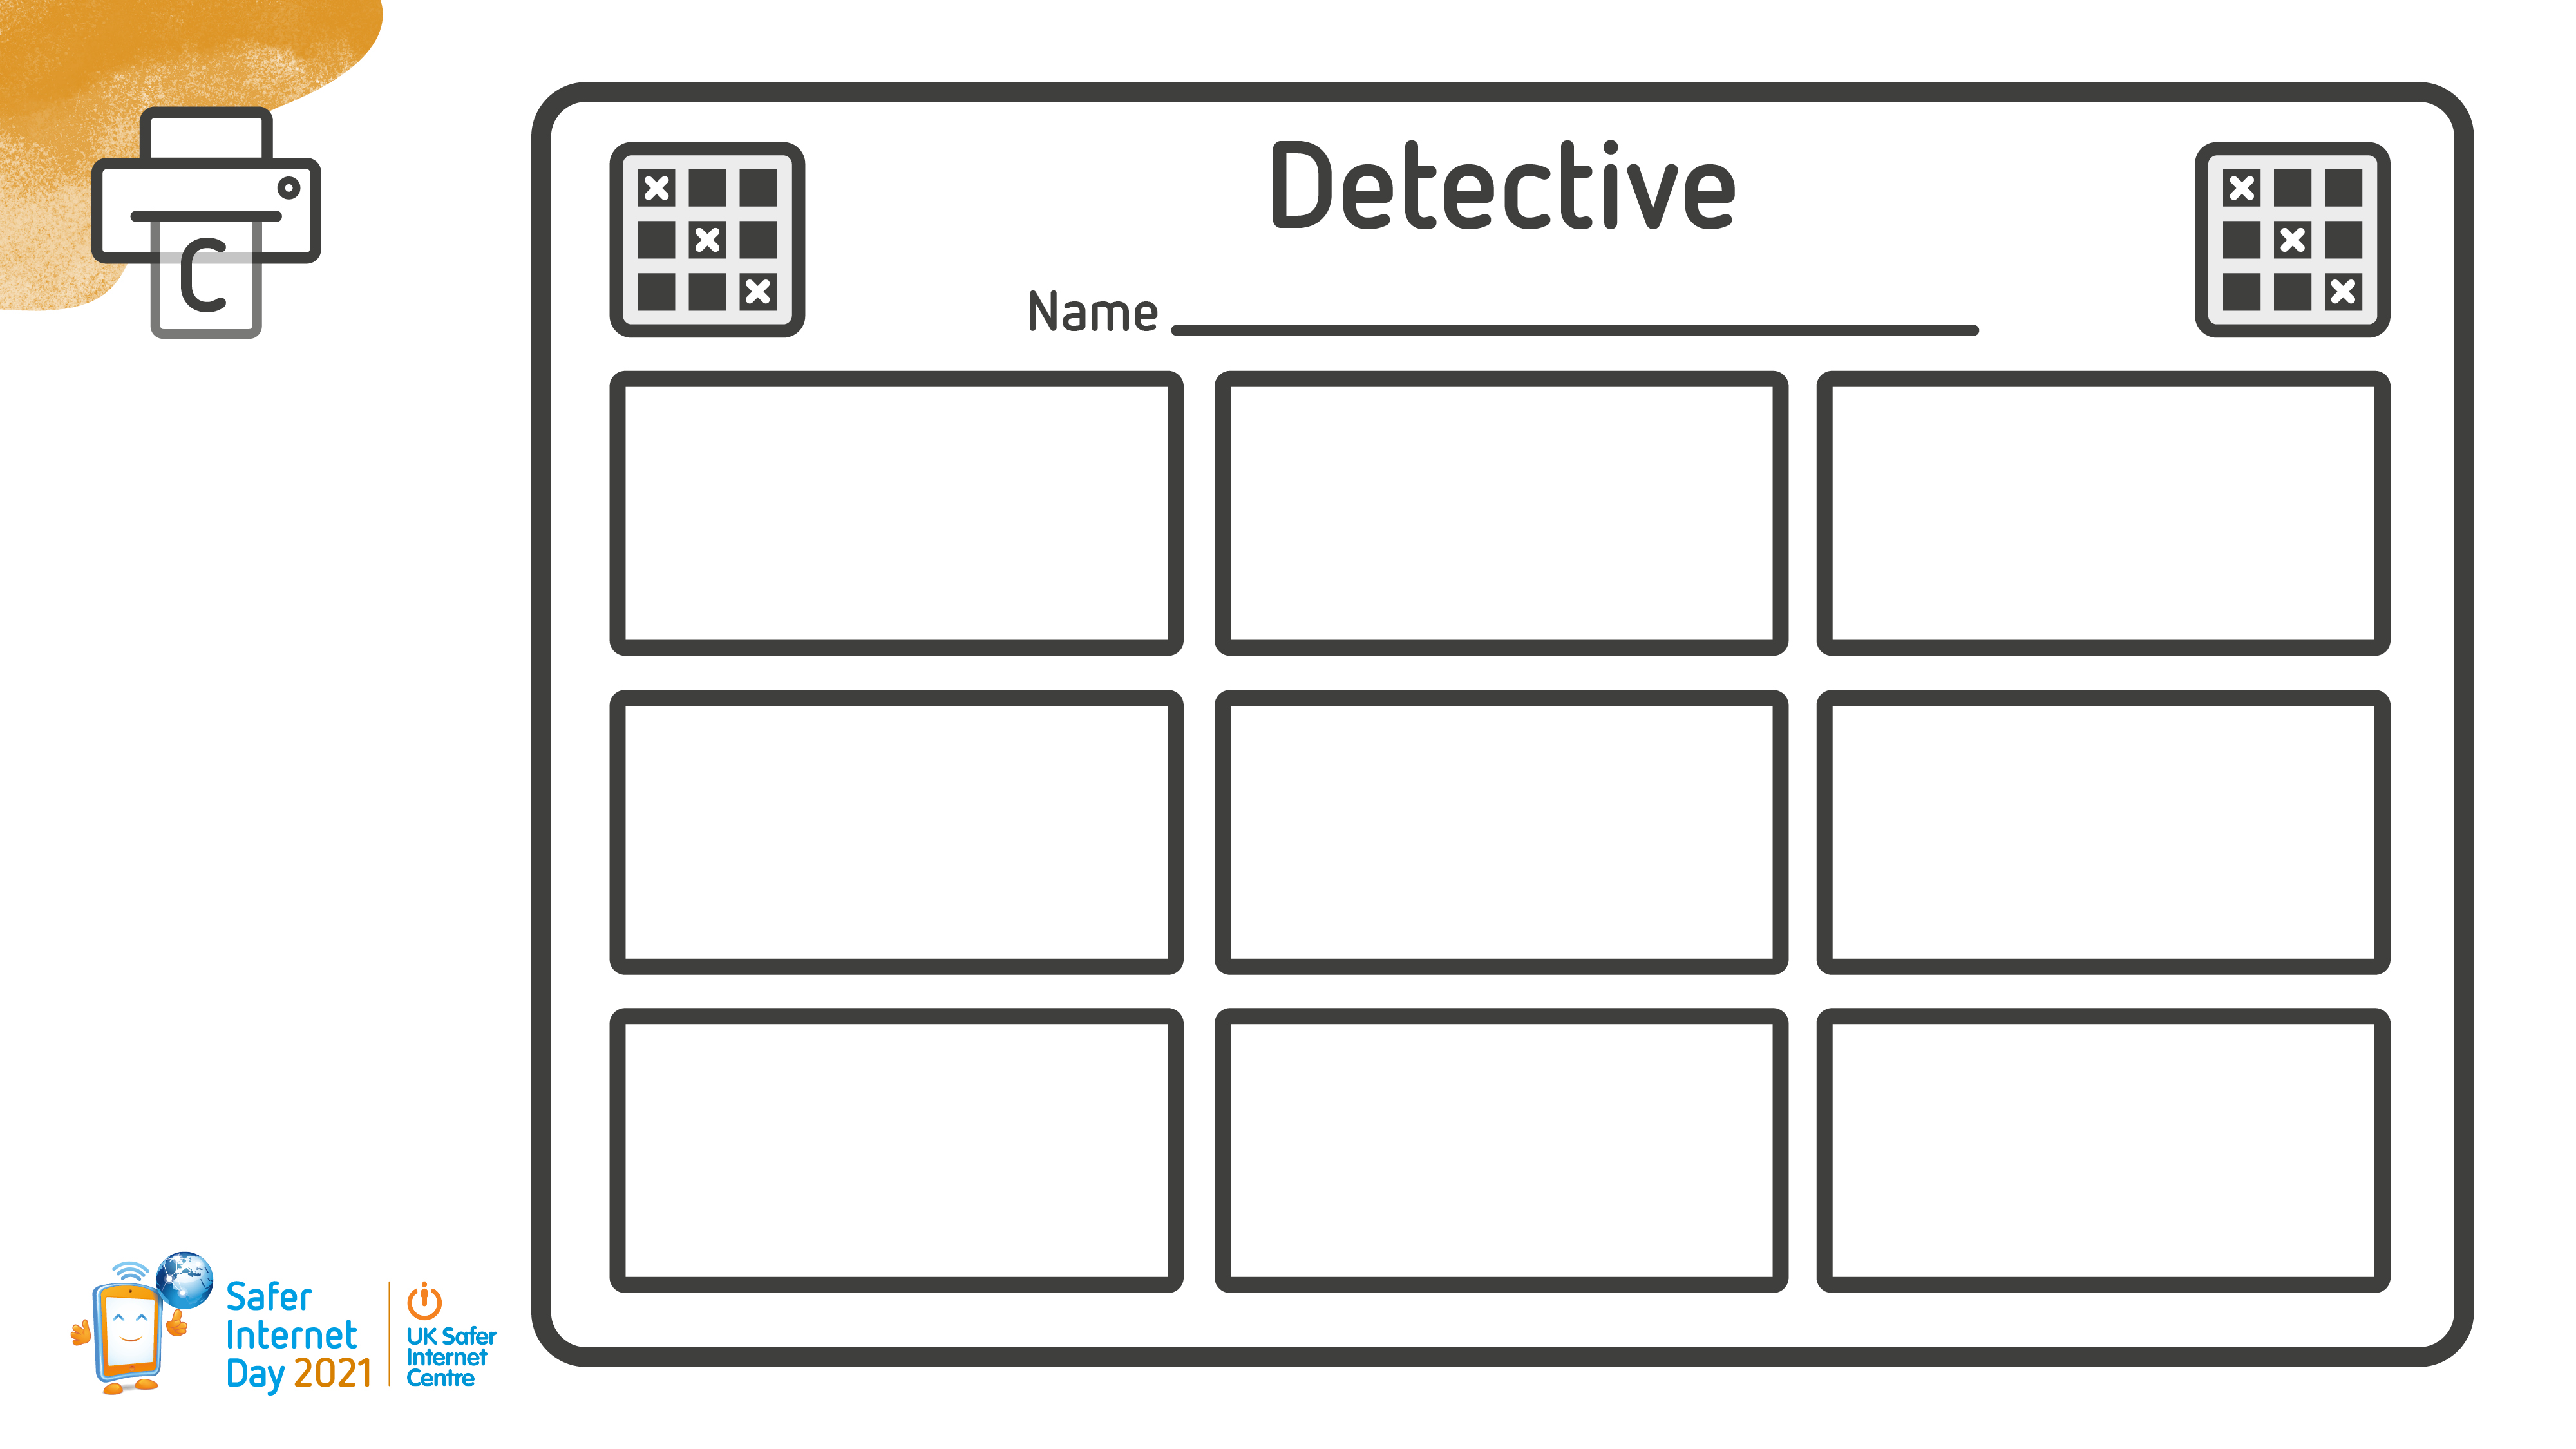 C
Detective
Name
Safer
Internet
Day 2021
UK Safer
Internet
Centre